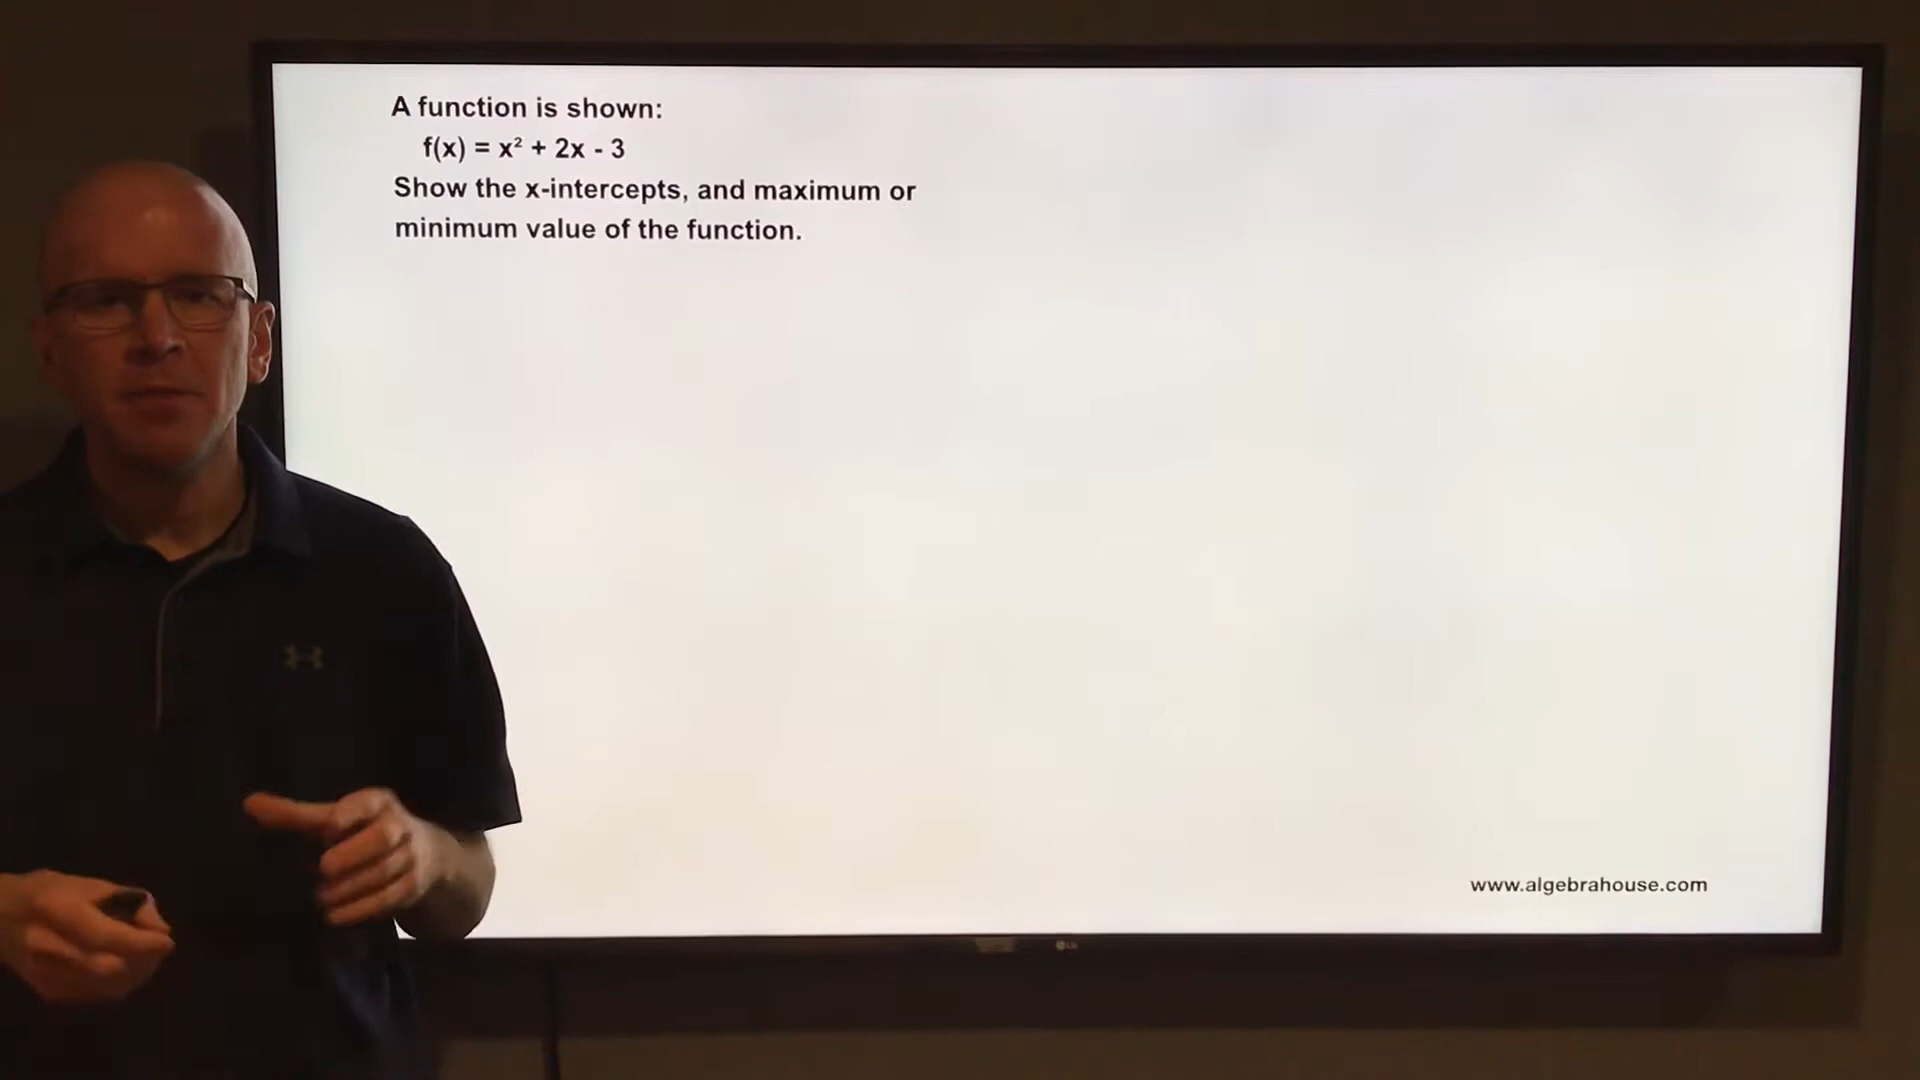 A function is shown:
f(x) = x² + 2x - 3
Show the x-intercepts, and maximum or
minimum value of the function.
www.algebrahouse.com
LG